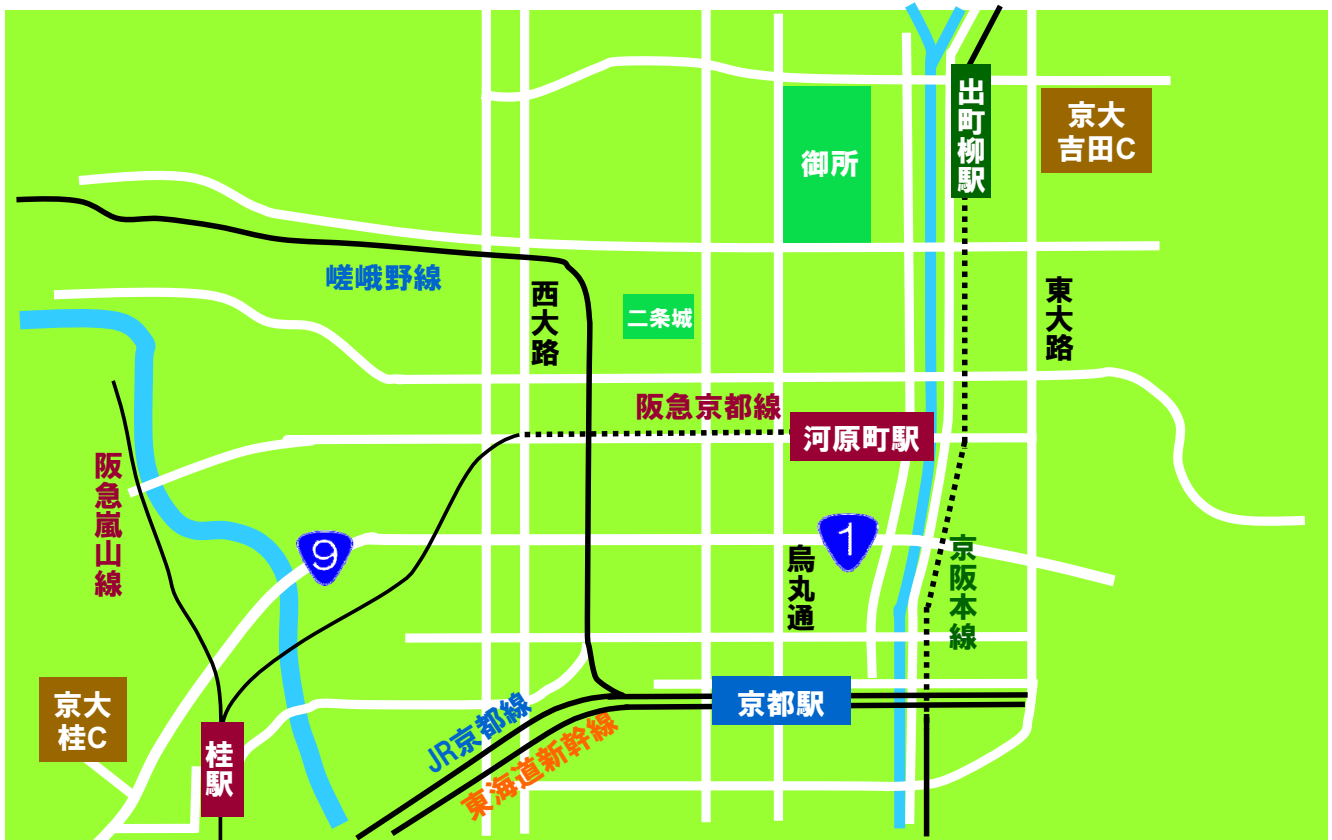 出町柳駅
京大
吉田C
御所
嵯峨野線
西大路
二条城
東大路
阪急京都線
河原町駅
阪急嵐山線
9
1
烏丸通
京阪本線
京大
桂C
桂駅
京都駅
JR京都線
東海道新幹線